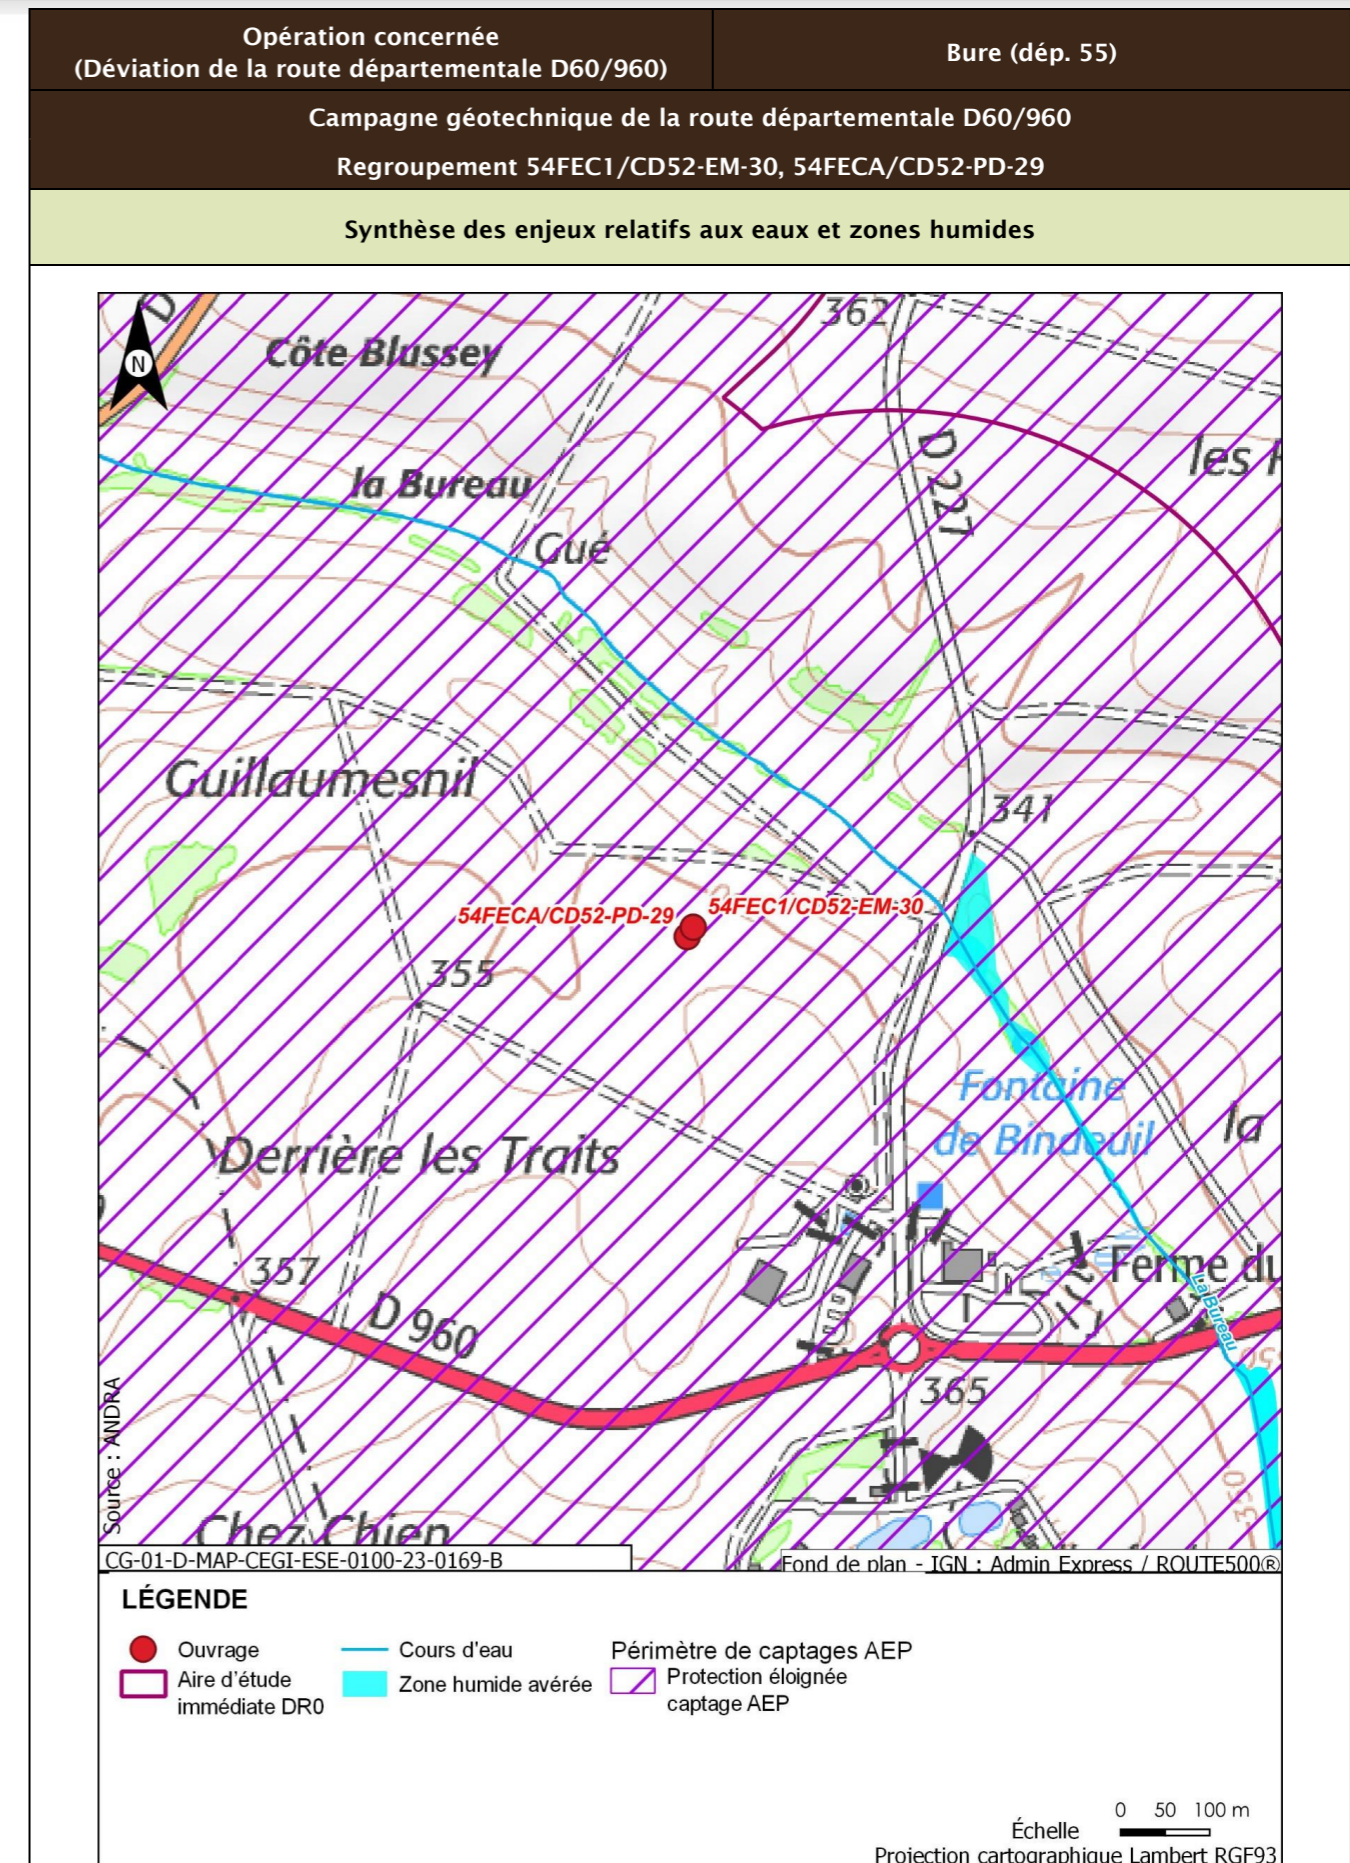 Opération concernée
(Déviation de la route départementale D60/960)
Bure (dép. 55)
Campagne géotechnique de la route départementale D60/960
Regroupement 54FEC1/CD52-EM-30, 54FECA/CD52-PD-29
Synthèse des enjeux relatifs aux eaux et zones humides
D
N
362
Côte Blussey
les
D 227
la Bureau
Gué
Guillaumesnil
341
54FECA/CD52-PD-29
54FEC1/CD52-EM-30
355
Fontaine
de Bindeuil
la
Derrière les Traits
357
Ferme du
La Bureau
D 960
365
350
Source : ANDRA
Chez Chien
CG-01-D-MAP-CEGI-ESE-0100-23-0169-B
Fond de plan - IGN : Admin Express / ROUTE500®
LÉGENDE
Ouvrage
Aire d'étude
immédiate DR0
Cours d'eau
Zone humide avérée
Périmètre de captages AEP
Protection éloignée
captage AEP
0 50 100 m
Échelle
Projection cartographique Lambert RGF93